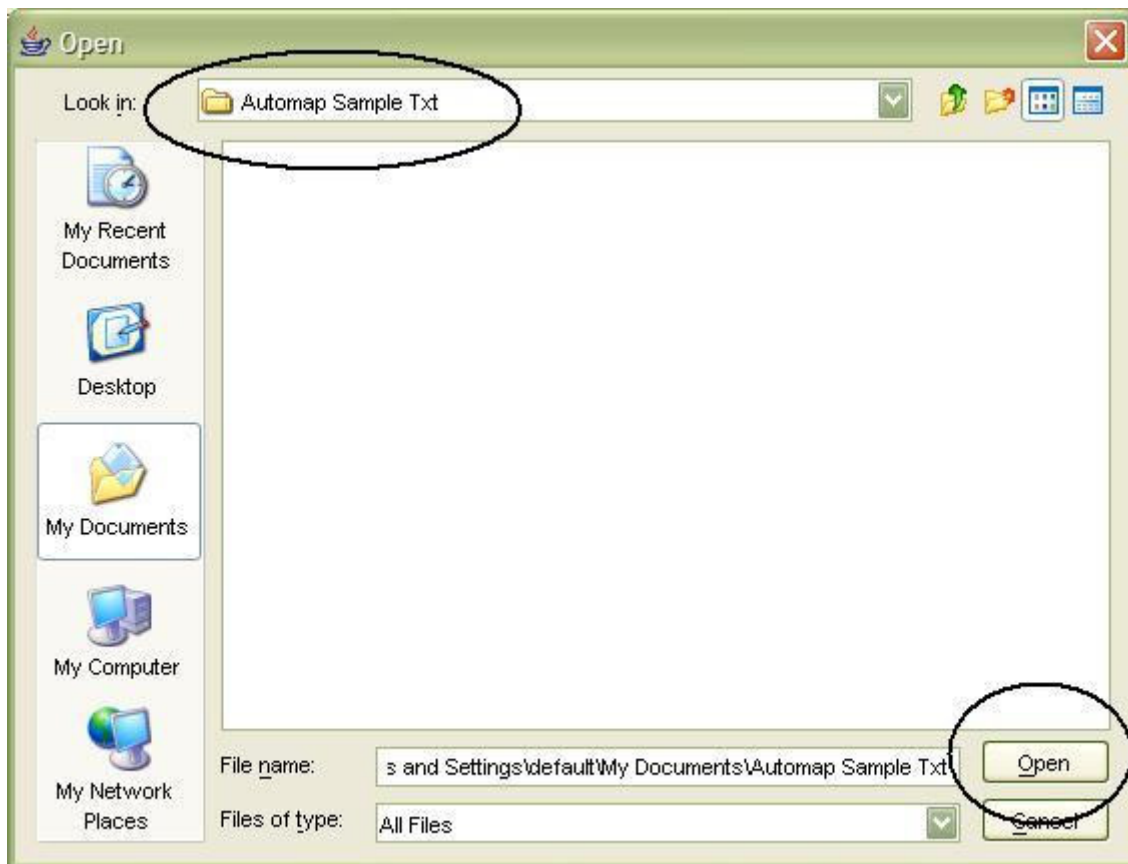 Open
Look in:
Automap Sample Txt
My Recent
Documents
Desktop
My Documents
My Computer
My Network
Places
File name:
s and Settings\default\My Documents\Automap Sample Txt
Open
Files of type:
All Files
Cancel